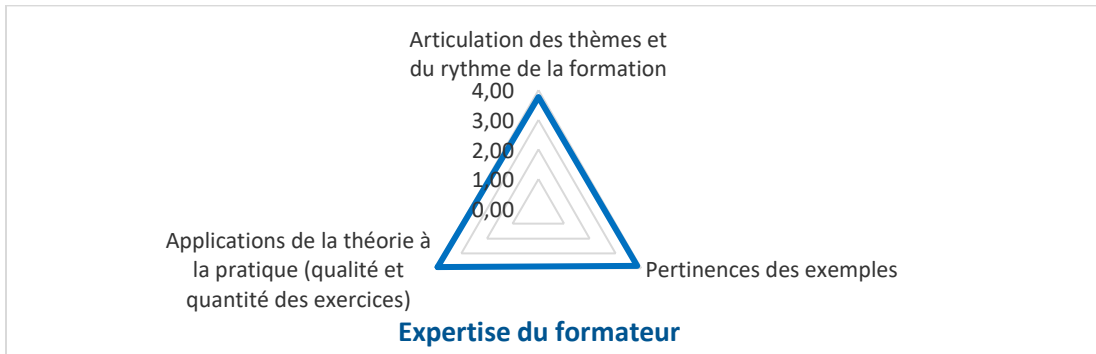 Articulation des thèmes et
du rythme de la formation
4,00
3,00
2,00
1,00
0,00
Applications de la théorie à
la pratique (qualité et
quantité des exercices)
Pertinences des exemples
Expertise du formateur